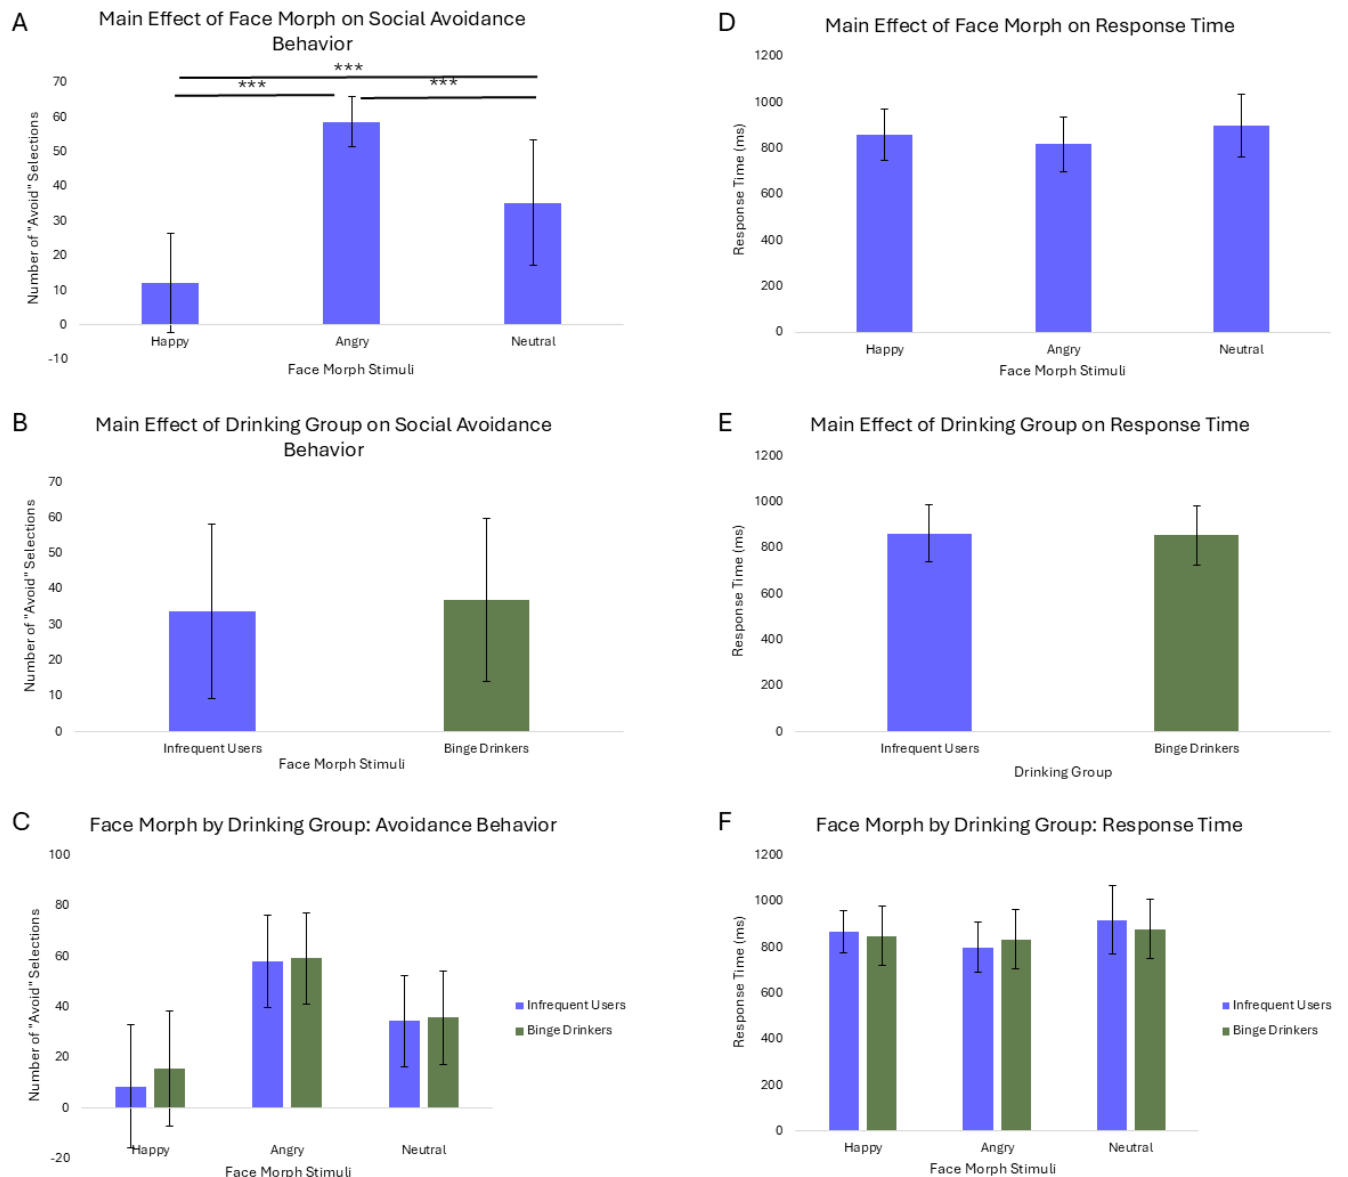 A
Main Effect of Face Morph on Social Avoidance
Behavior
Number of "Avoid" Selections
70
60
50
40
30
20
10
0
-10
***
***
***
Happy
Angry
Neutral
Face Morph Stimuli
D
Main Effect of Face Morph on Response Time
Response Time (ms)
1200
1000
800
600
400
200
0
Happy
Angry
Neutral
Face Morph Stimuli
B
Main Effect of Drinking Group on Social Avoidance
Behavior
Number of "Avoid" Selections
70
60
50
40
30
20
10
0
Infrequent Users
Binge Drinkers
Face Morph Stimuli
E
Main Effect of Drinking Group on Response Time
Response Time (ms)
1200
1000
800
600
400
200
0
Infrequent Users
Binge Drinkers
Drinking Group
C
Face Morph by Drinking Group: Avoidance Behavior
Number of "Avoid" Selections
100
80
60
40
20
0
-20
Happy
Angry
Neutral
Face Morph Stimuli
Infrequent Users
Binge Drinkers
F
Face Morph by Drinking Group: Response Time
Response Time (ms)
1200
1000
800
600
400
200
0
Happy
Angry
Neutral
Face Morph Stimuli
Infrequent Users
Binge Drinkers